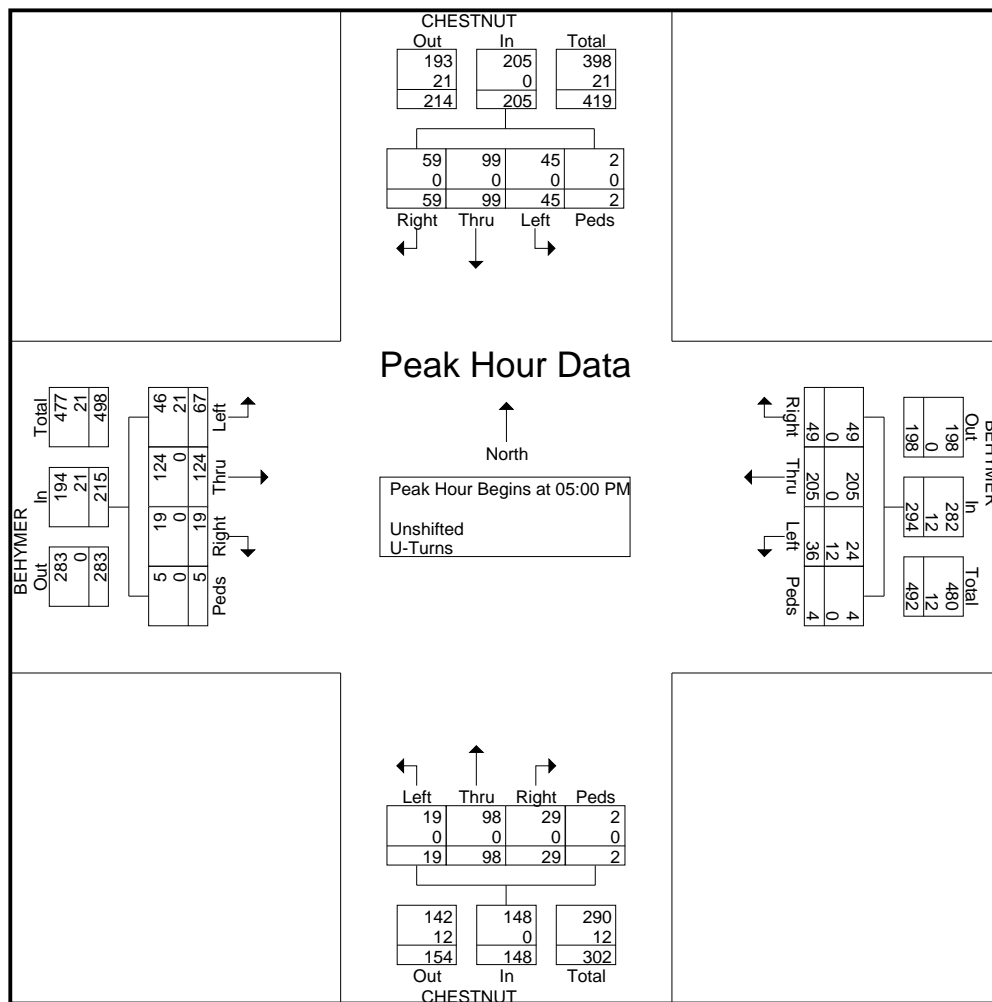 CHESTNUT
Out In Total
193 205 398
21 0 21
214 205 419
59 99 45 2
0 0 0 0
59 99 45 2
Right Thru Left Peds
Peak Hour Data
North
Peak Hour Begins at 05:00 PM
Unshifted
U-Turns
BEHYMER
Out In Total
283 194 477
0 21 21
283 215 498
Peds Right Thru Left
5 19 124 46
0 0 0 21
5 19 124 67
BEHYMER
Out In Total
198 282 480
0 12 12
198 294 492
49 205 24 4
0 0 12 0
49 205 36 4
Right Thru Left Peds
Left Thru Right Peds
19 98 29 2
0 0 0 0
19 98 29 2
142 148 290
12 0 12
154 148 302
Out In Total
CHESTNUT